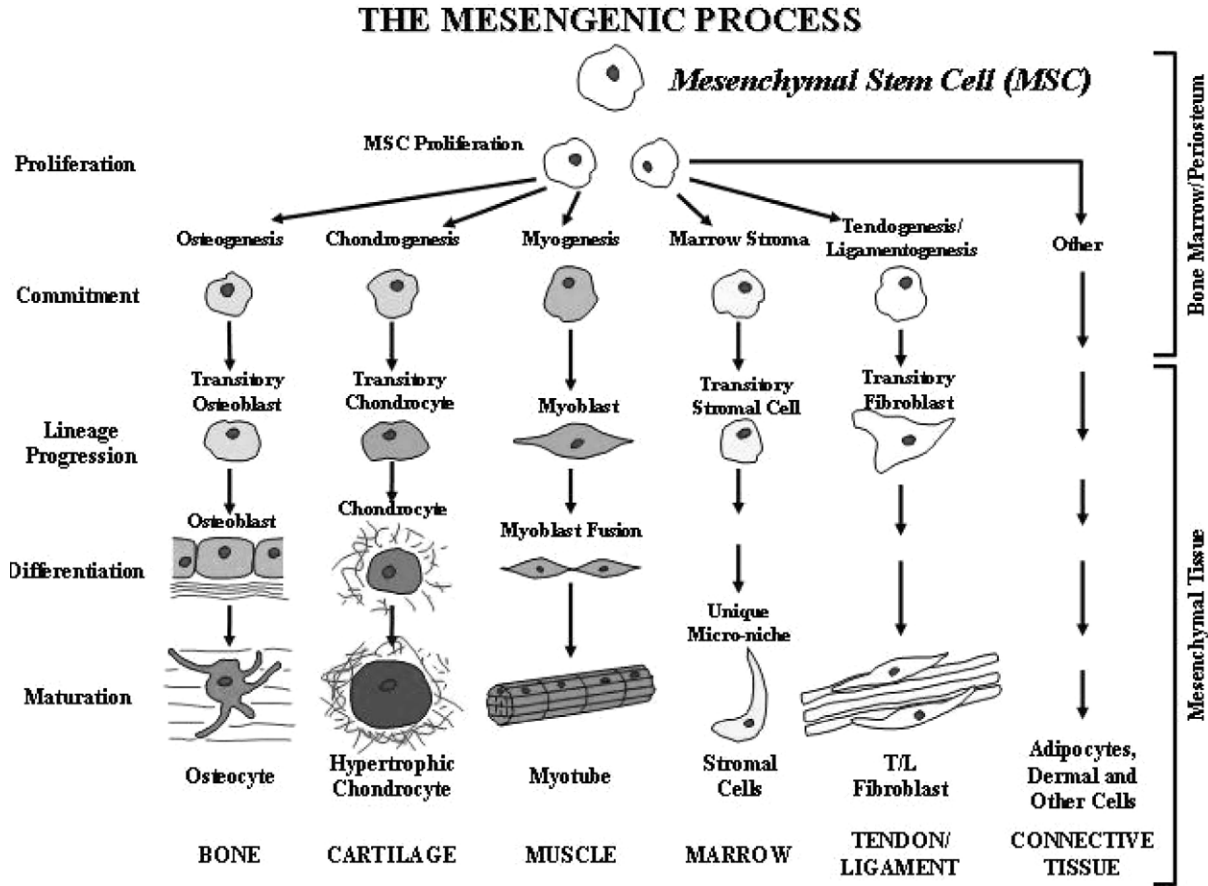 THE MESENGENIC PROCESS
Mesenchymal Stem Cell (MSC)
Proliferation
MSC Proliferation
Osteogenesis
Chondrogenesis
Myogenesis
Marrow Stroma
Tendogenesis/
Ligamentogenesis
Other
Commitment
Bone Marrow/Periosteum
Transitory
Osteoblast
Transitory
Chondrocyte
Myoblast
Transitory
Stromal Cell
Transitory
Fibroblast
Lineage
Progression
Osteoblast
Chondrocyte
Myoblast Fusion
Differentiation
Unique
Micro-niche
Maturation
Mesenchymal Tissue
Osteocyte
Hypertrophic
Chondrocyte
Myotube
Stromal
Cells
T/L
Fibroblast
Adipocytes,
Dermal and
Other Cells
BONE
CARTILAGE
MUSCLE
MARROW
TENDON/
LIGAMENT
CONNECTIVE
TISSUE